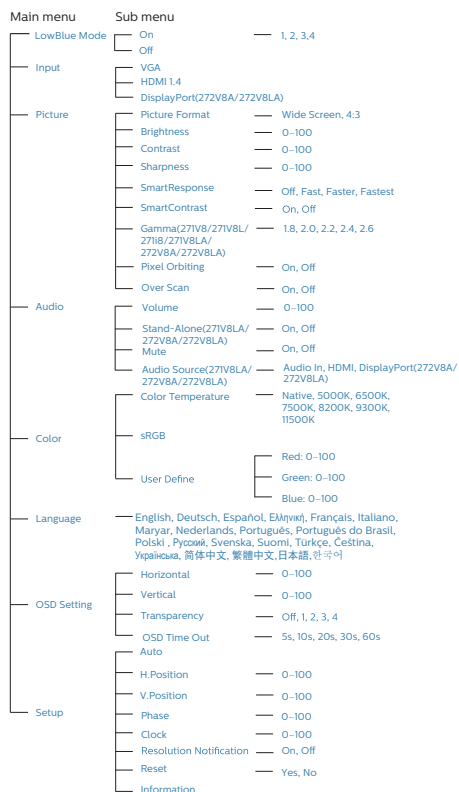 Main menu Sub menu
LowBlue Mode On 1, 2, 3,4
Off
Input VGA
HDMI 1.4
DisplayPort(272V8A/272V8LA)
Picture Picture Format Wide Screen, 4:3
Brightness 0-100
Contrast 0-100
Sharpness 0-100
SmartResponse Off, Fast, Faster, Fastest
SmartContrast On, Off
Gamma(271V8/271V8L/ 1.8, 2.0, 2.2, 2.4, 2.6
271i8/271V8LA/
272V8A/272V8LA)
Pixel Orbiting On, Off
Over Scan On, Off
Audio Volume 0-100
Stand-Alone(271V8LA/ On, Off
272V8A/272V8LA)
Mute On, Off
Audio Source(271V8LA/ Audio In, HDMI, DisplayPort(272V8A/
272V8A/272V8LA) 272V8LA)
Color Temperature Native, 5000K, 6500K,
7500K, 8200K, 9300K,
11500K
Color sRGB
Red: 0-100
User Define Green: 0-100
Blue: 0-100
Language English, Deutsch, Español, Ελληνική, Français, Italiano,
Maryar, Nederlands, Português, Português do Brasil,
Polski , Русский, Svenska, Suomi, Türkçe, Čeština,
Українська, 简体中文, 繁體中文,日本語,한국어
Horizontal 0-100
Vertical 0-100
OSD Setting Transparency Off, 1, 2, 3, 4
OSD Time Out 5s, 10s, 20s, 30s, 60s
Auto
H.Position 0-100
V.Position 0-100
Setup Phase 0-100
Clock 0-100
Resolution Notification On, Off
Reset Yes, No
Information